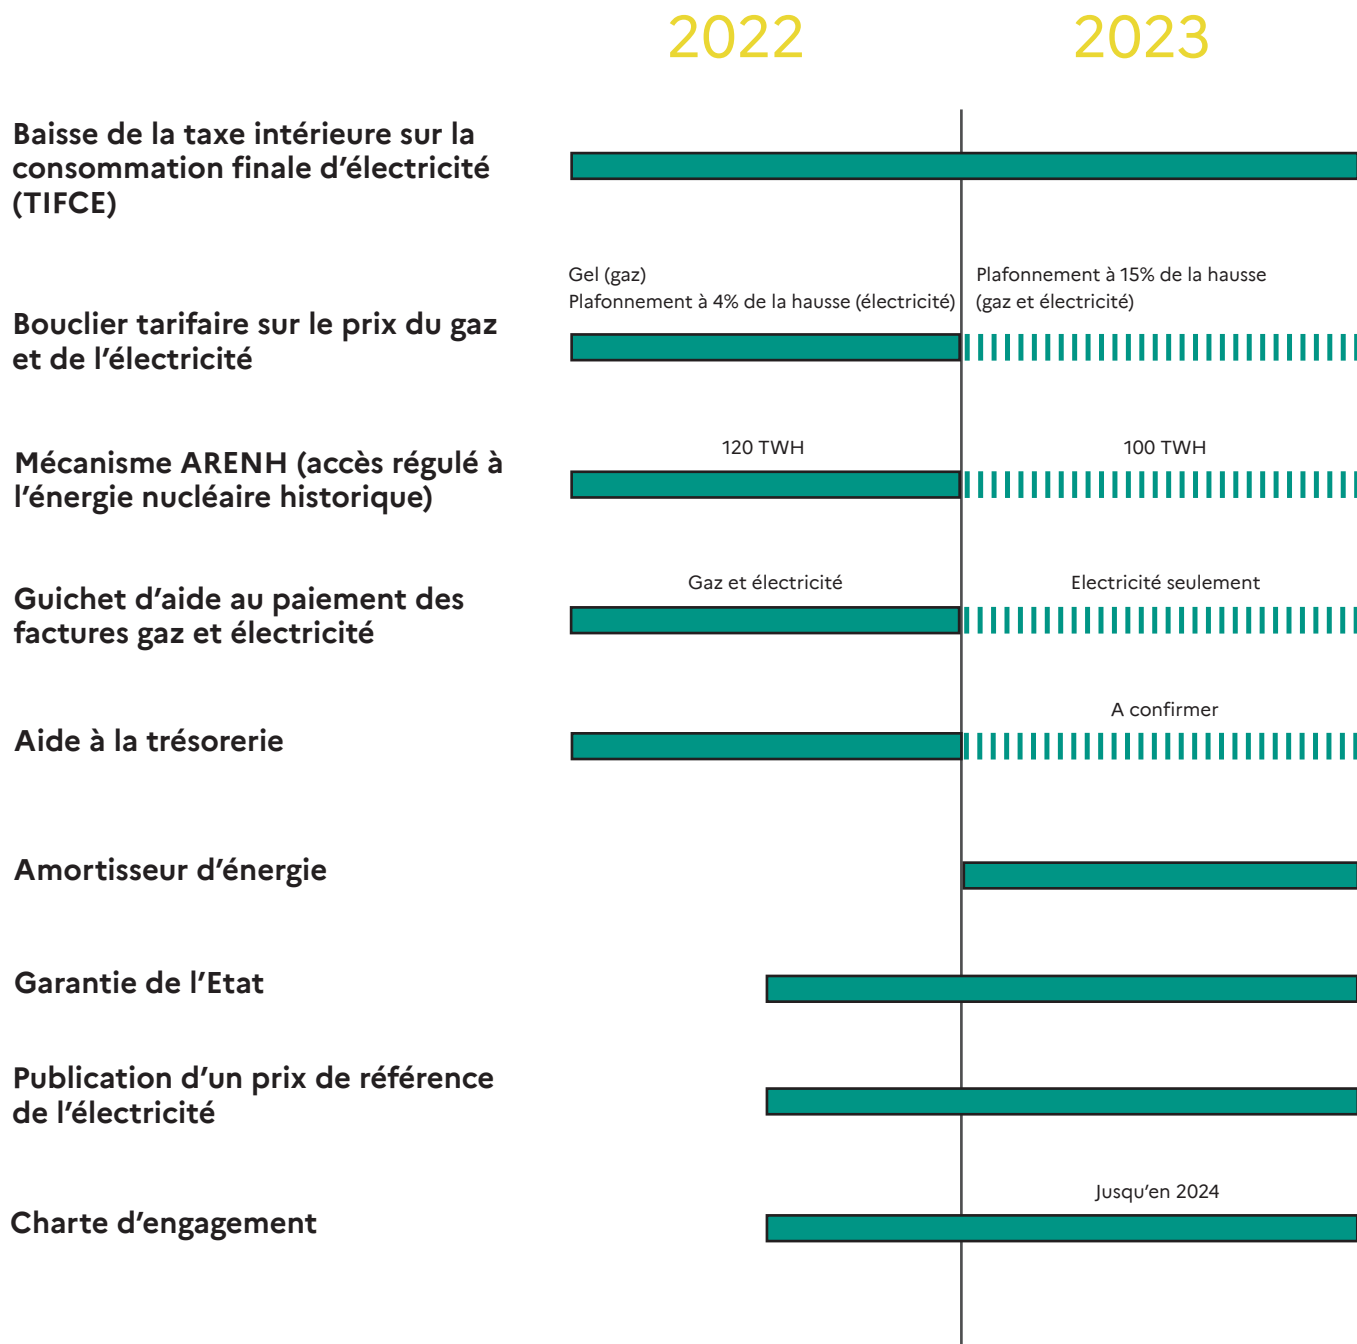 2022
2023
Baisse de la taxe intérieure sur la
consommation finale d'électricité
(TIFCE)
Gel (gaz)
Plafonnement à 4% de la hausse (électricité)
Plafonnement à 15% de la hausse
(gaz et électricité)
Bouclier tarifaire sur le prix du gaz
et de l'électricité
120 TWH
100 TWH
Mécanisme ARENH (accès régulé à
l'énergie nucléaire historique)
Gaz et électricité
Electricité seulement
Guichet d'aide au paiement des
factures gaz et électricité
A confirmer
Aide à la trésorerie
Amortisseur d'énergie
Garantie de l'Etat
Publication d'un prix de référence
de l'électricité
Jusqu'en 2024
Charte d'engagement